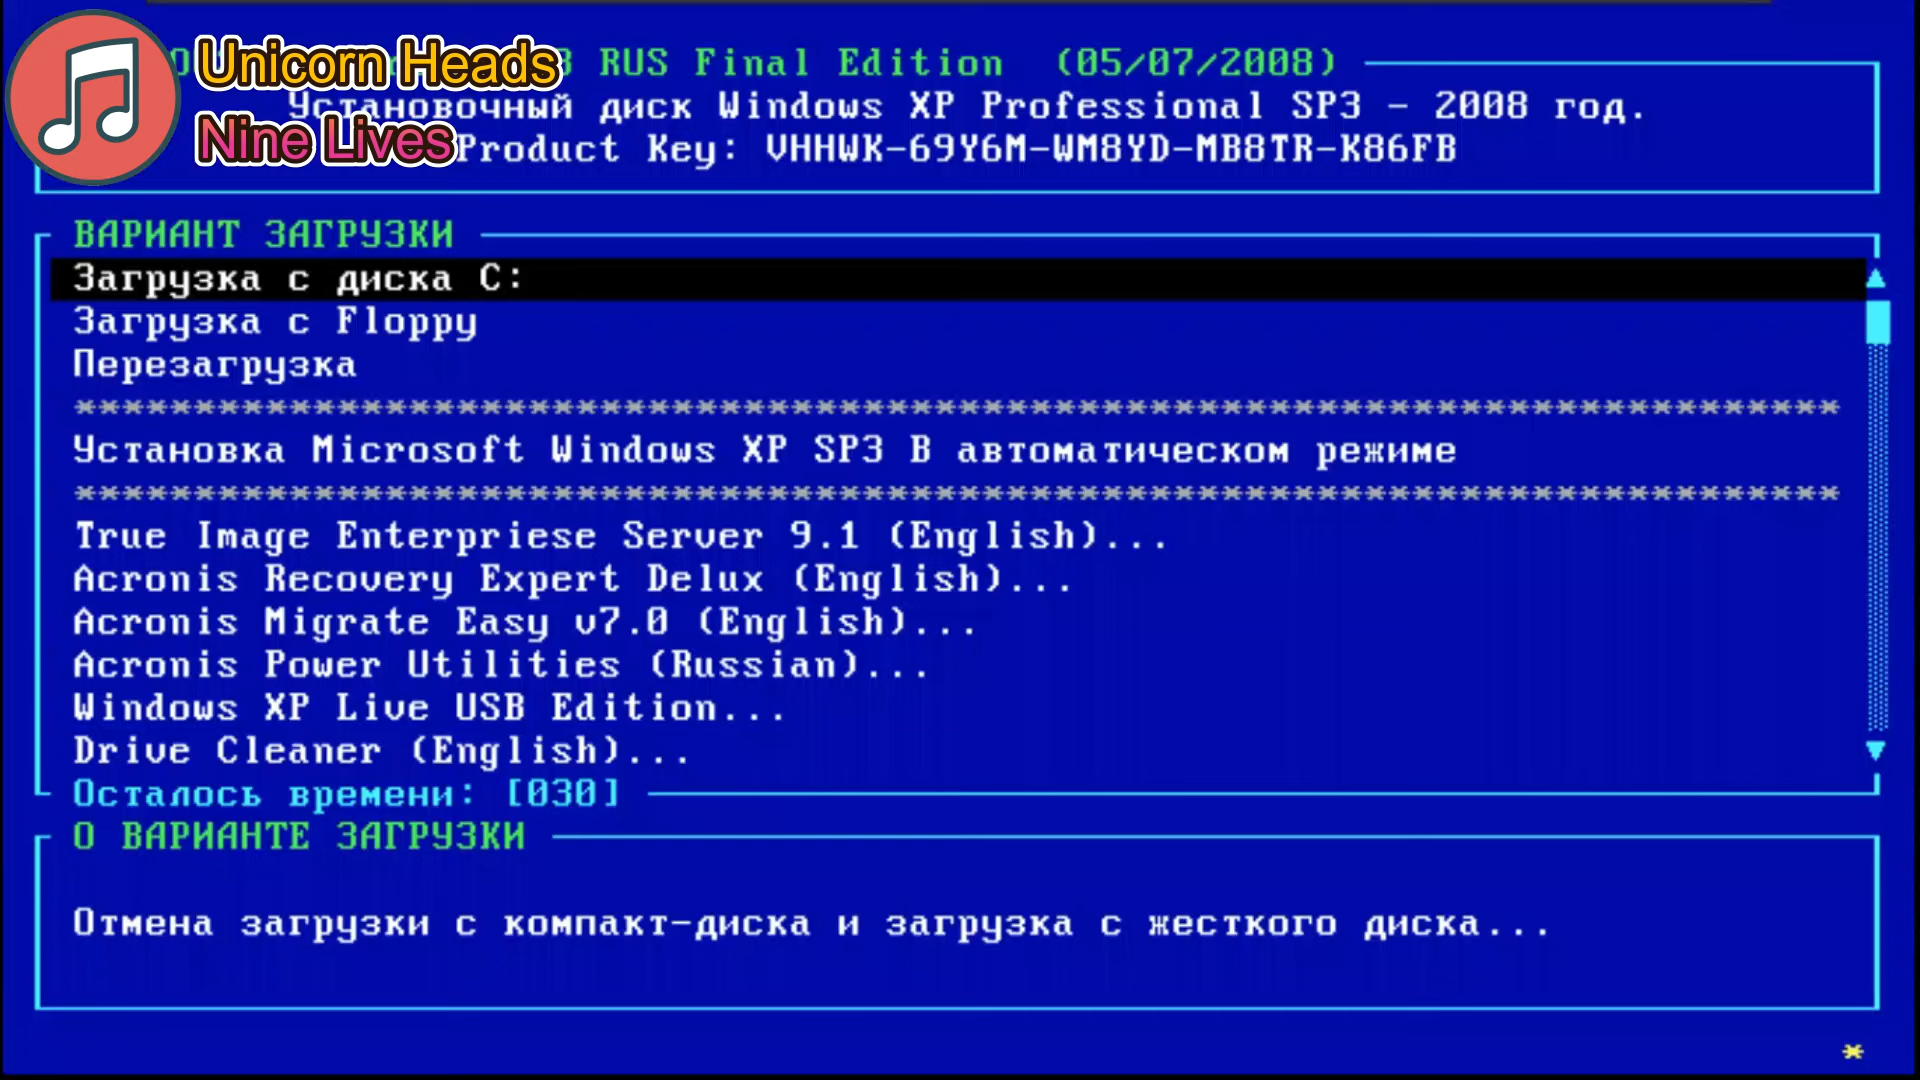 Unicorn Heads
Nine Lives
RUS Final Edition (05/07/2008)
Установочный диск Windows XP Professional SP3 - 2008 год.
Product Key: VHHWK-69Y6M-WM8YD-MB8TR-K86FB
ВАРИАНТ ЗАГРУЗКИ
Загрузка с диска C:
Загрузка с Floppy
Перезагрузка
**************************************************************************
Установка Microsoft Windows XP SP3 В автоматическом режиме
**************************************************************************
True Image Enterpriese Server 9.1 (English)...
Acronis Recovery Expert Delux (English)...
Acronis Migrate Easy v7.0 (English)...
Acronis Power Utilities (Russian)...
Windows XP Live USB Edition...
Drive Cleaner (English)...
Осталось времени: [030]
О ВАРИАНТЕ ЗАГРУЗКИ
Отмена загрузки с компакт-диска и загрузка с жесткого диска...
*